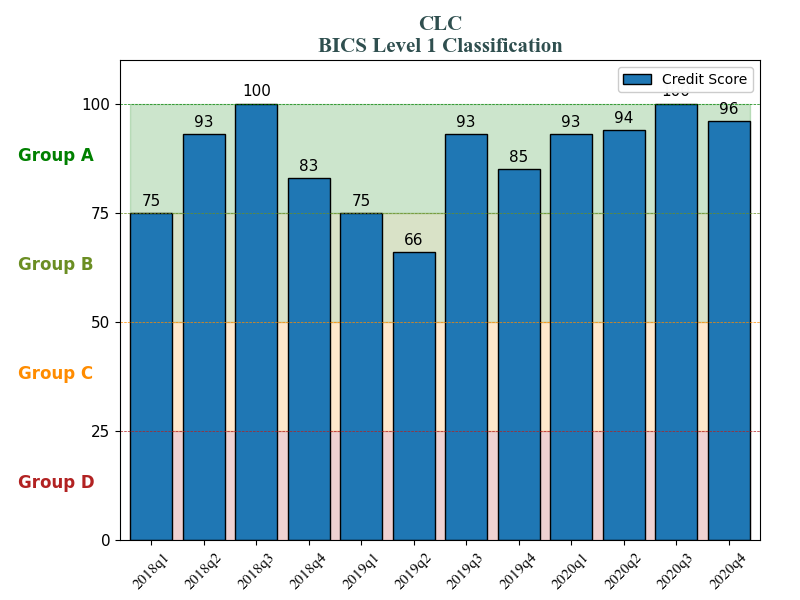 CLC
BICS Level 1 Classification
Credit Score
100
75
50
25
0
Group A
Group B
Group C
Group D
75
93
100
83
75
66
93
85
93
94
100
96
2018q1
2018q2
2018q3
2018q4
2019q1
2019q2
2019q3
2019q4
2020q1
2020q2
2020q3
2020q4